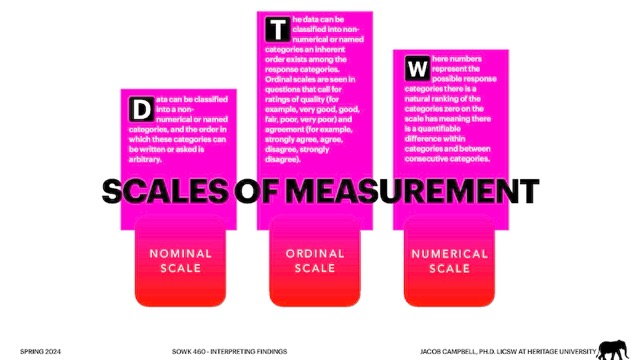 Data can be classified
into a non-
numerical or named
categories, and the order in
which these categories can
be written or asked is
arbitrary.
The data can be
classified into non-
numerical or named
categories an inherent
order exists among the
response categories.
Ordinal scales are seen in
questions that call for
ratings of quality (for
example, very good, good,
fair, poor, very poor) and
agreement (for example,
strongly agree, agree,
disagree, strongly
disagree).
Where numbers
represent the
possible response
categories there is a
natural ranking of the
categories zero on the
scale has meaning there
is a quantifiable
difference within
categories and between
consecutive categories.
SCALES OF MEASUREMENT
NOMINAL
SCALE
ORDINAL
SCALE
NUMERICAL
SCALE
SPRING 2024
SOWK 460 - INTERPRETING FINDINGS
JACOB CAMPBELL, PH.D. LICSW AT HERITAGE UNIVERSITY